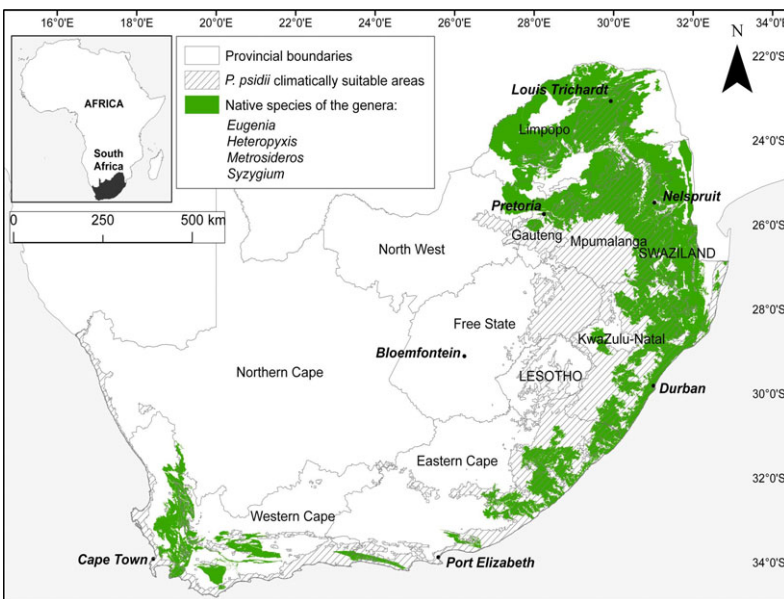 16°0'E
18°0'E
20°0'E
22°0'E
24°0'E
26°0'E
28°0'E
30°0'E
32°0'E
34°0'E
N
AFRICA
South
Africa
Provincial boundaries
P. psidii climatically suitable areas
Native species of the genera:
Eugenia
Heteropyxis
Metrosideros
Syzygium
0 250 500 km
22°0'S
24°0'S
26°0'S
28°0'S
30°0'S
32°0'S
34°0'S
Louis Trichardt
Limpopo
Nelspruit
Pretoria
Gauteng
Mpumalanga
North West
SWAZILAND
Free State
KwaZulu-Natal
Bloemfontein
Northern Cape
LESOTHO
Durban
Eastern Cape
Western Cape
Cape Town
Port Elizabeth